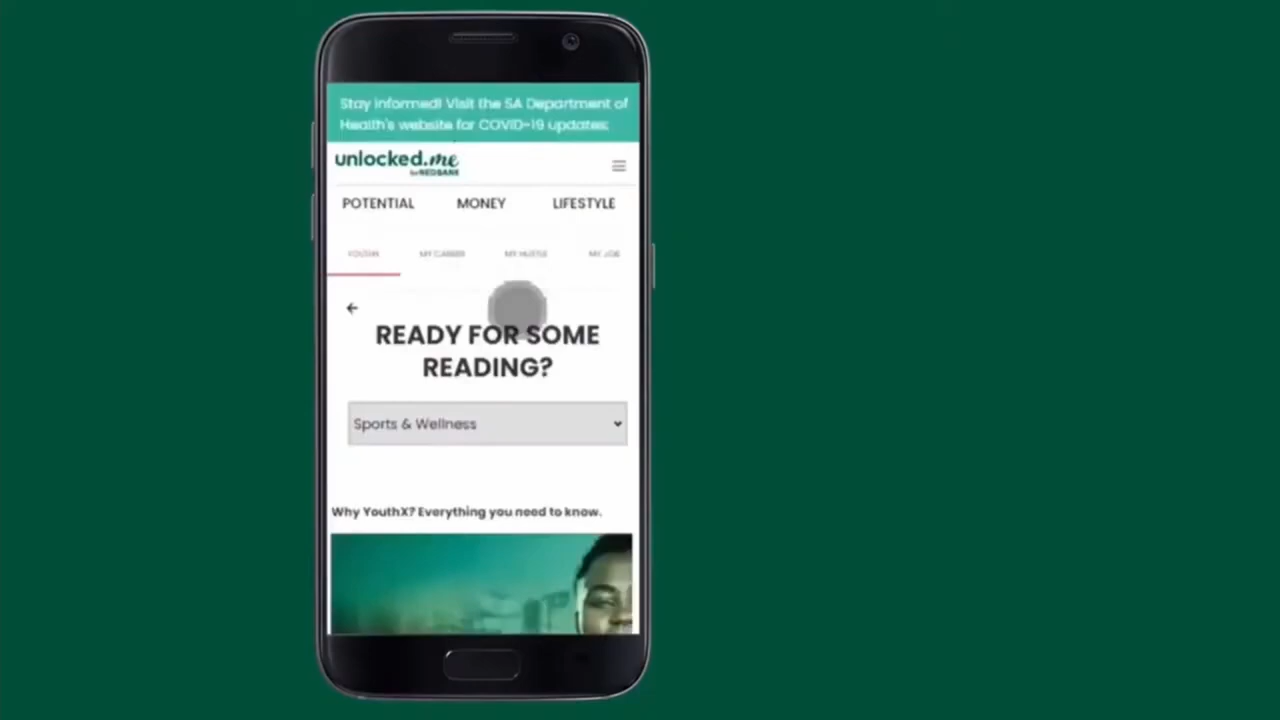 Stay informed! Visit the SA Department of
Health's website for COVID-19 updates:
unlocked.me
for NEDBANK
POTENTIAL MONEY LIFESTYLE
YOUTHX MY CAREER MY HUSTLE MY JOB
READY FOR SOME
READING?
Sports & Wellness
Why YouthX? Everything you need to know.